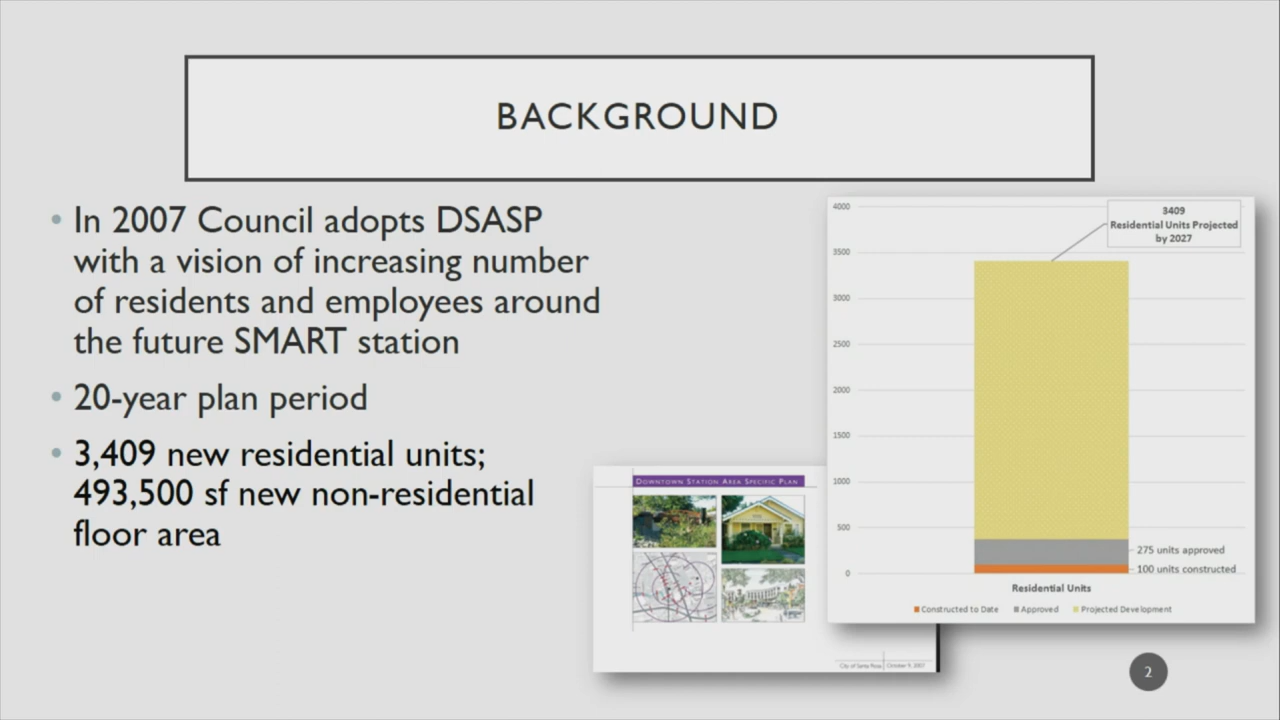 BACKGROUND
• In 2007 Council adopts DSASP
with a vision of increasing number
of residents and employees around
the future SMART station
• 20-year plan period
• 3,409 new residential units;
493,500 sf new non-residential
floor area
DOWNTOWN STATION AREA SPECIFIC PLAN
City of Santa Rosa
October 9, 2007
3409
Residential Units Projected
by 2027
4000
3500
3000
2500
2000
1500
1000
500
0
275 units approved
100 units constructed
Residential Units
Constructed to Date
Approved
Projected Development
2